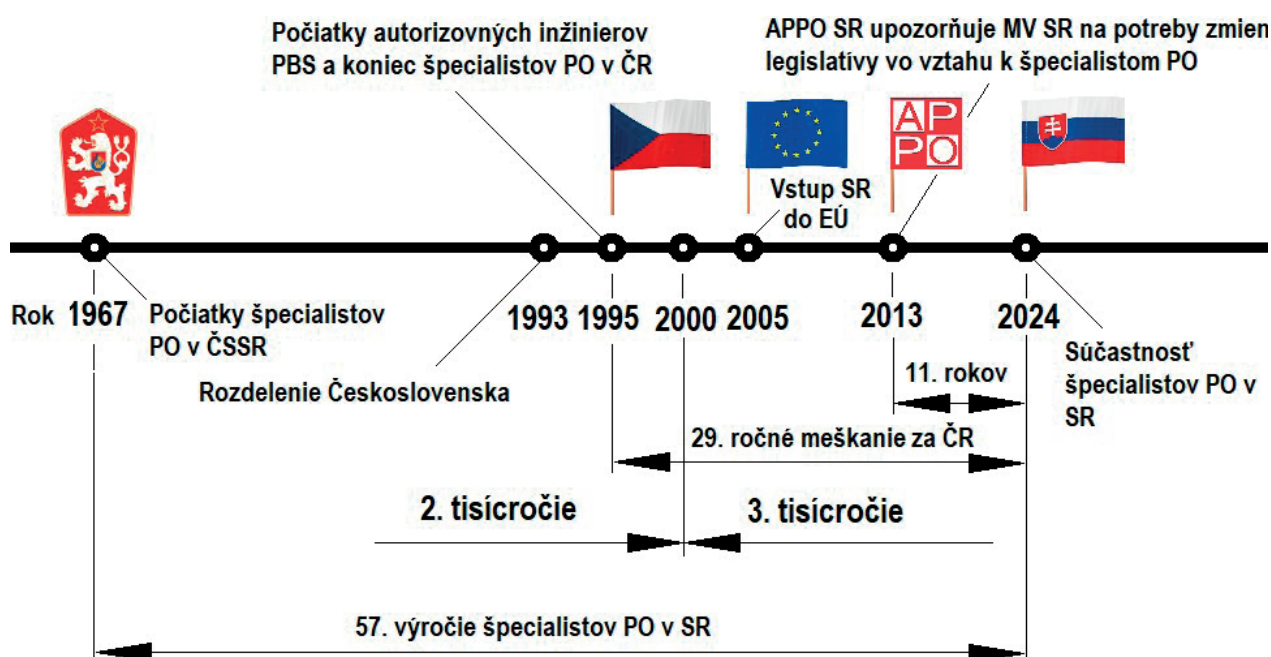 Počiatky autorizovných inžinierov
PBS a koniec špecialistov PO v ČR
APPO SR upozorňuje MV SR na potreby zmien
legislatívy vo vztahu k špecialistom PO
AP
PO
Vstup SR
do EÚ
Rok 1967
Počiatky špecialistov
PO v ČSSR
1993 1995 2000 2005 2013 2024
Rozdelenie Československa
Súčastnosť
špecialistov PO v
SR
11. rokov
29. ročné meškanie za ČR
2. tisícročie
3. tisícročie
57. výročie špecialistov PO v SR